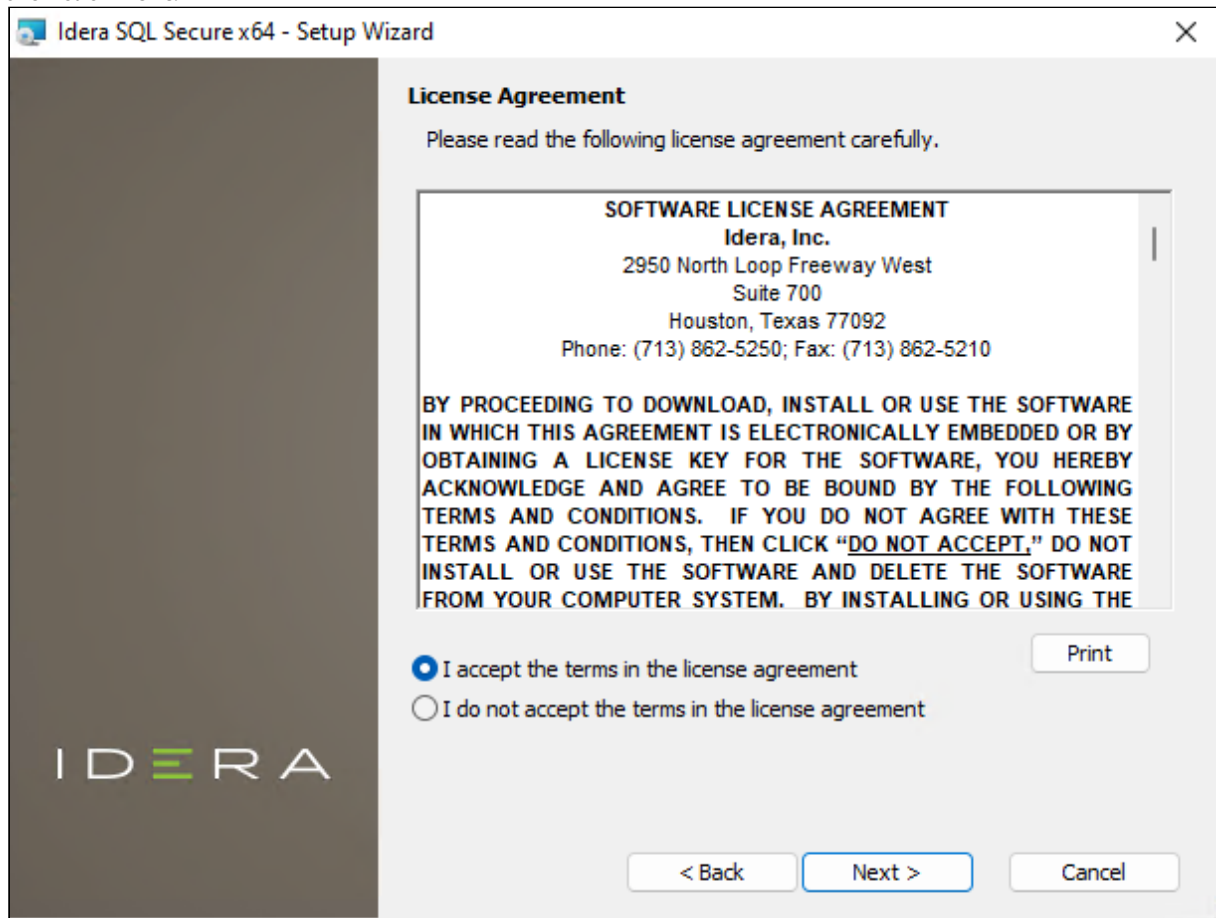 Idera SQL Secure x64 - Setup Wizard
License Agreement
Please read the following license agreement carefully.
SOFTWARE LICENSE AGREEMENT
Idera, Inc.
2950 North Loop Freeway West
Suite 700
Houston, Texas 77092
Phone: (713) 862-5250; Fax: (713) 862-5210
BY PROCEEDING TO DOWNLOAD, INSTALL OR USE THE SOFTWARE
IN WHICH THIS AGREEMENT IS ELECTRONICALLY EMBEDDED OR BY
OBTAINING A LICENSE KEY FOR THE SOFTWARE, YOU HEREBY
ACKNOWLEDGE AND AGREE TO BE BOUND BY THE FOLLOWING
TERMS AND CONDITIONS. IF YOU DO NOT AGREE WITH THESE
TERMS AND CONDITIONS, THEN CLICK “DO NOT ACCEPT,” DO NOT
INSTALL OR USE THE SOFTWARE AND DELETE THE SOFTWARE
FROM YOUR COMPUTER SYSTEM. BY INSTALLING OR USING THE
Print
I accept the terms in the license agreement
I do not accept the terms in the license agreement
IDERA
< Back
Next >
Cancel